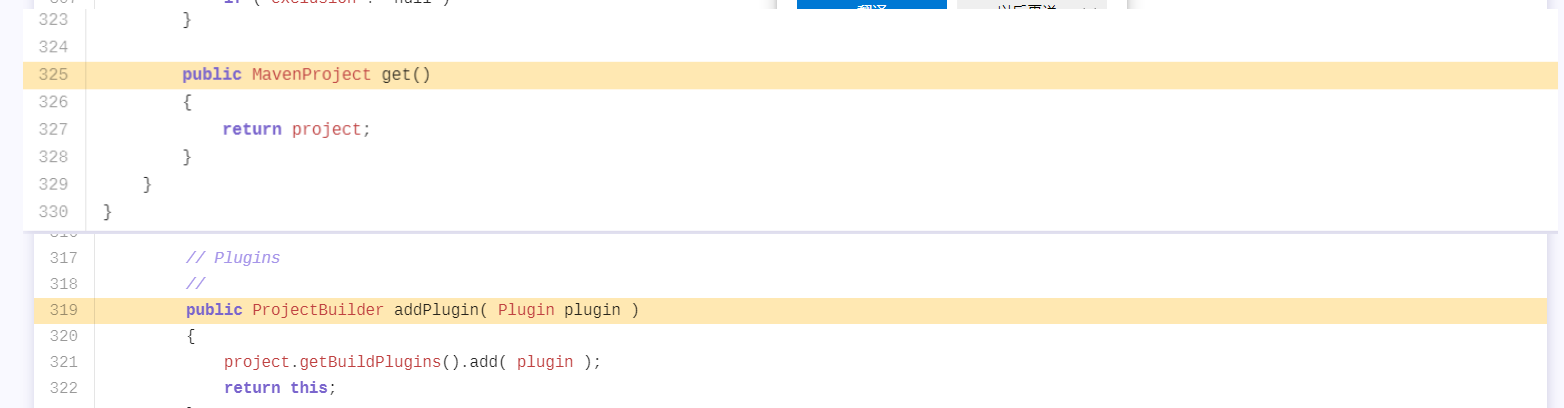 323 }
324
325 public MavenProject get()
326 {
327 return project;
328 }
329 }
330 }
317 // Plugins
318 //
319 public ProjectBuilder addPlugin( Plugin plugin )
320 {
321 project.getBuildPlugins().add( plugin );
322 return this;